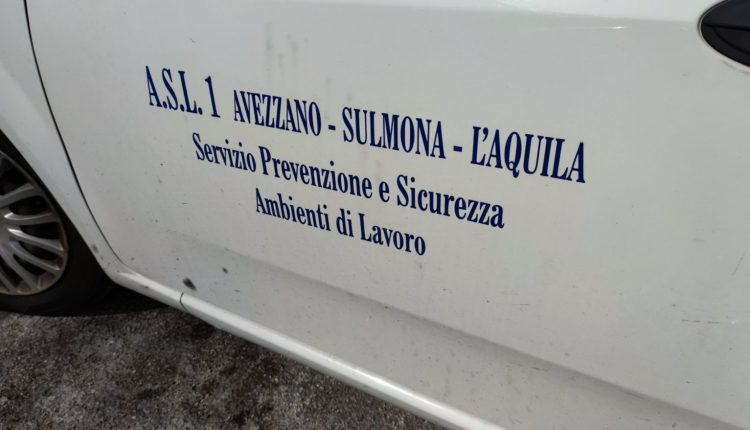 A.S.L. 1 AVEZZANO - SULMONA - L'AQUILA
Servizio Prevenzione e Sicurezza
Ambienti di Lavoro